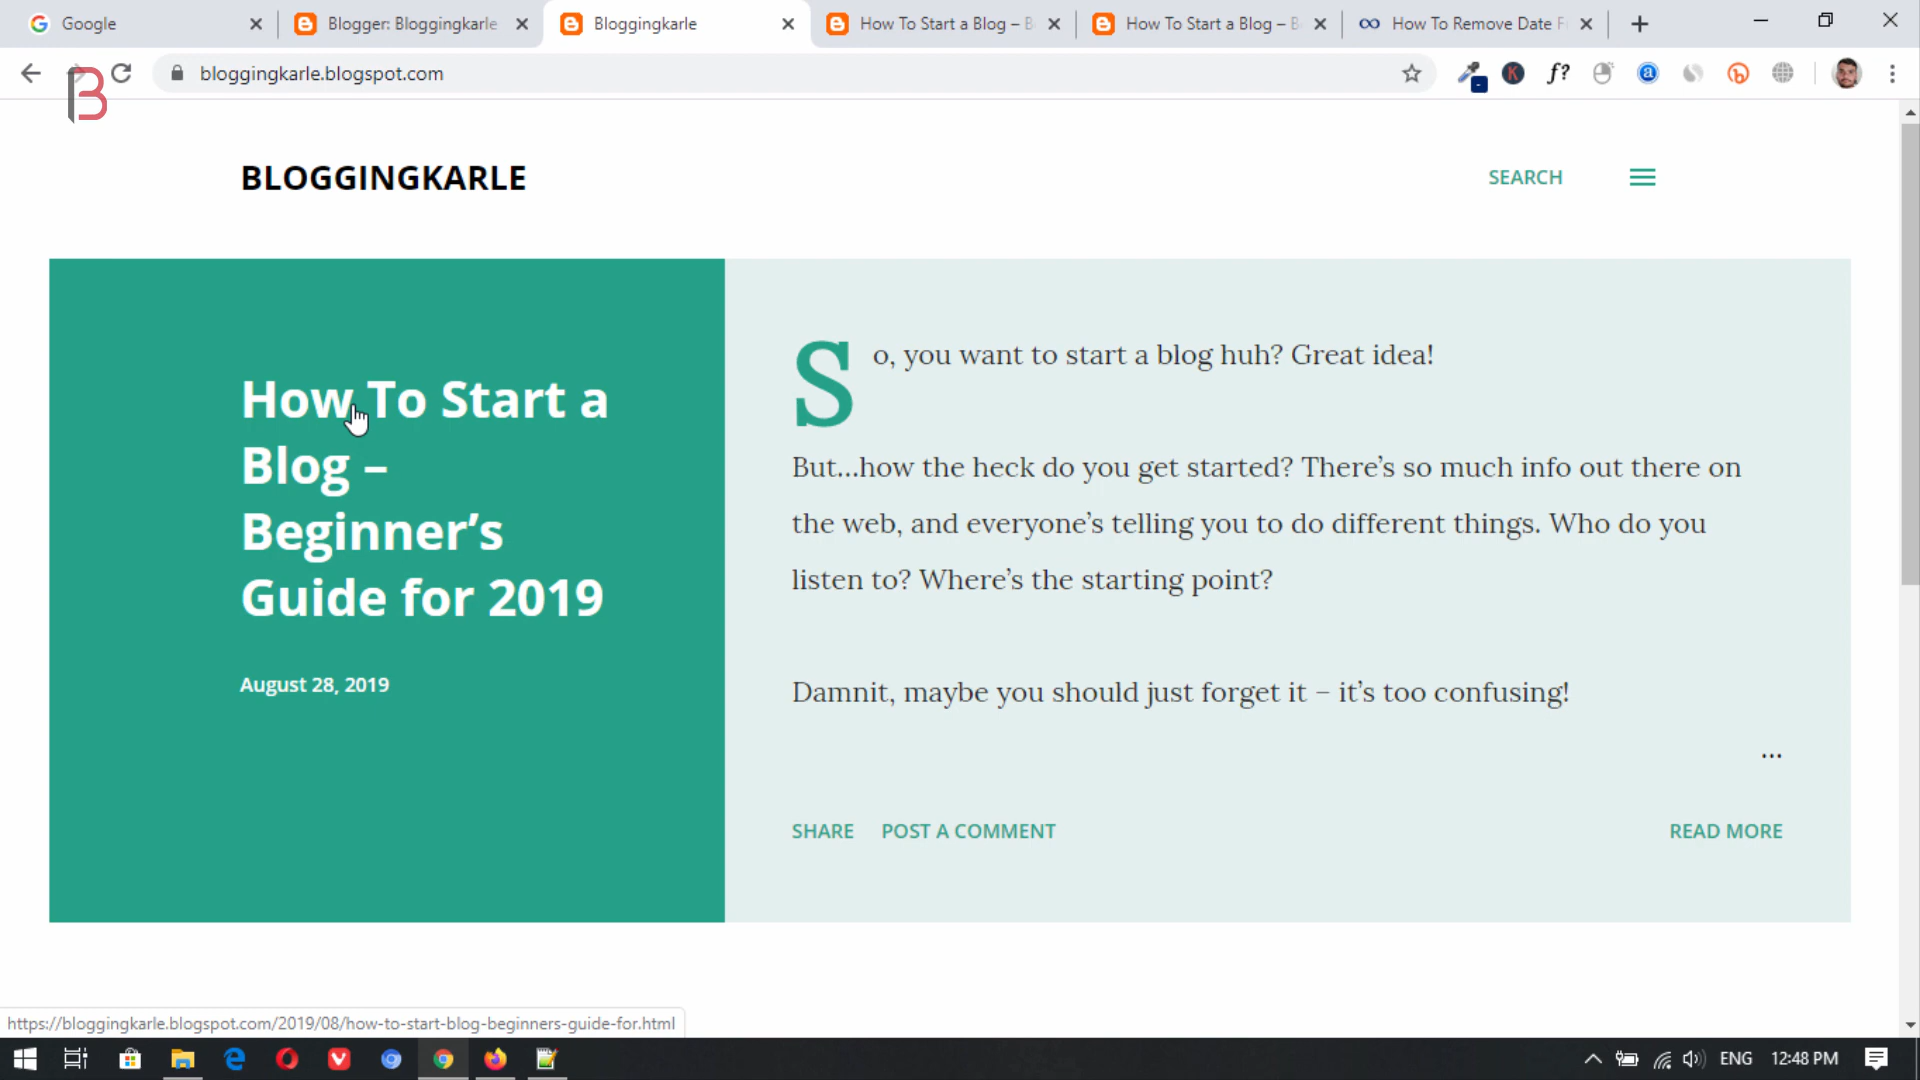 Google
Blogger: Bloggingkarle
Bloggingkarle
How To Start a Blog – B
How To Start a Blog – B
How To Remove Date F
bloggingkarle.blogspot.com
K
f?
a
B
BLOGGINGKARLE
SEARCH
How To Start a
Blog –
Beginner’s
Guide for 2019
August 28, 2019
So, you want to start a blog huh? Great idea!
But...how the heck do you get started? There’s so much info out there on
the web, and everyone’s telling you to do different things. Who do you
listen to? Where’s the starting point?
Damnit, maybe you should just forget it – it’s too confusing!
...
SHARE POST A COMMENT
READ MORE
https://bloggingkarle.blogspot.com/2019/08/how-to-start-blog-beginners-guide-for.html
ENG 12:48 PM